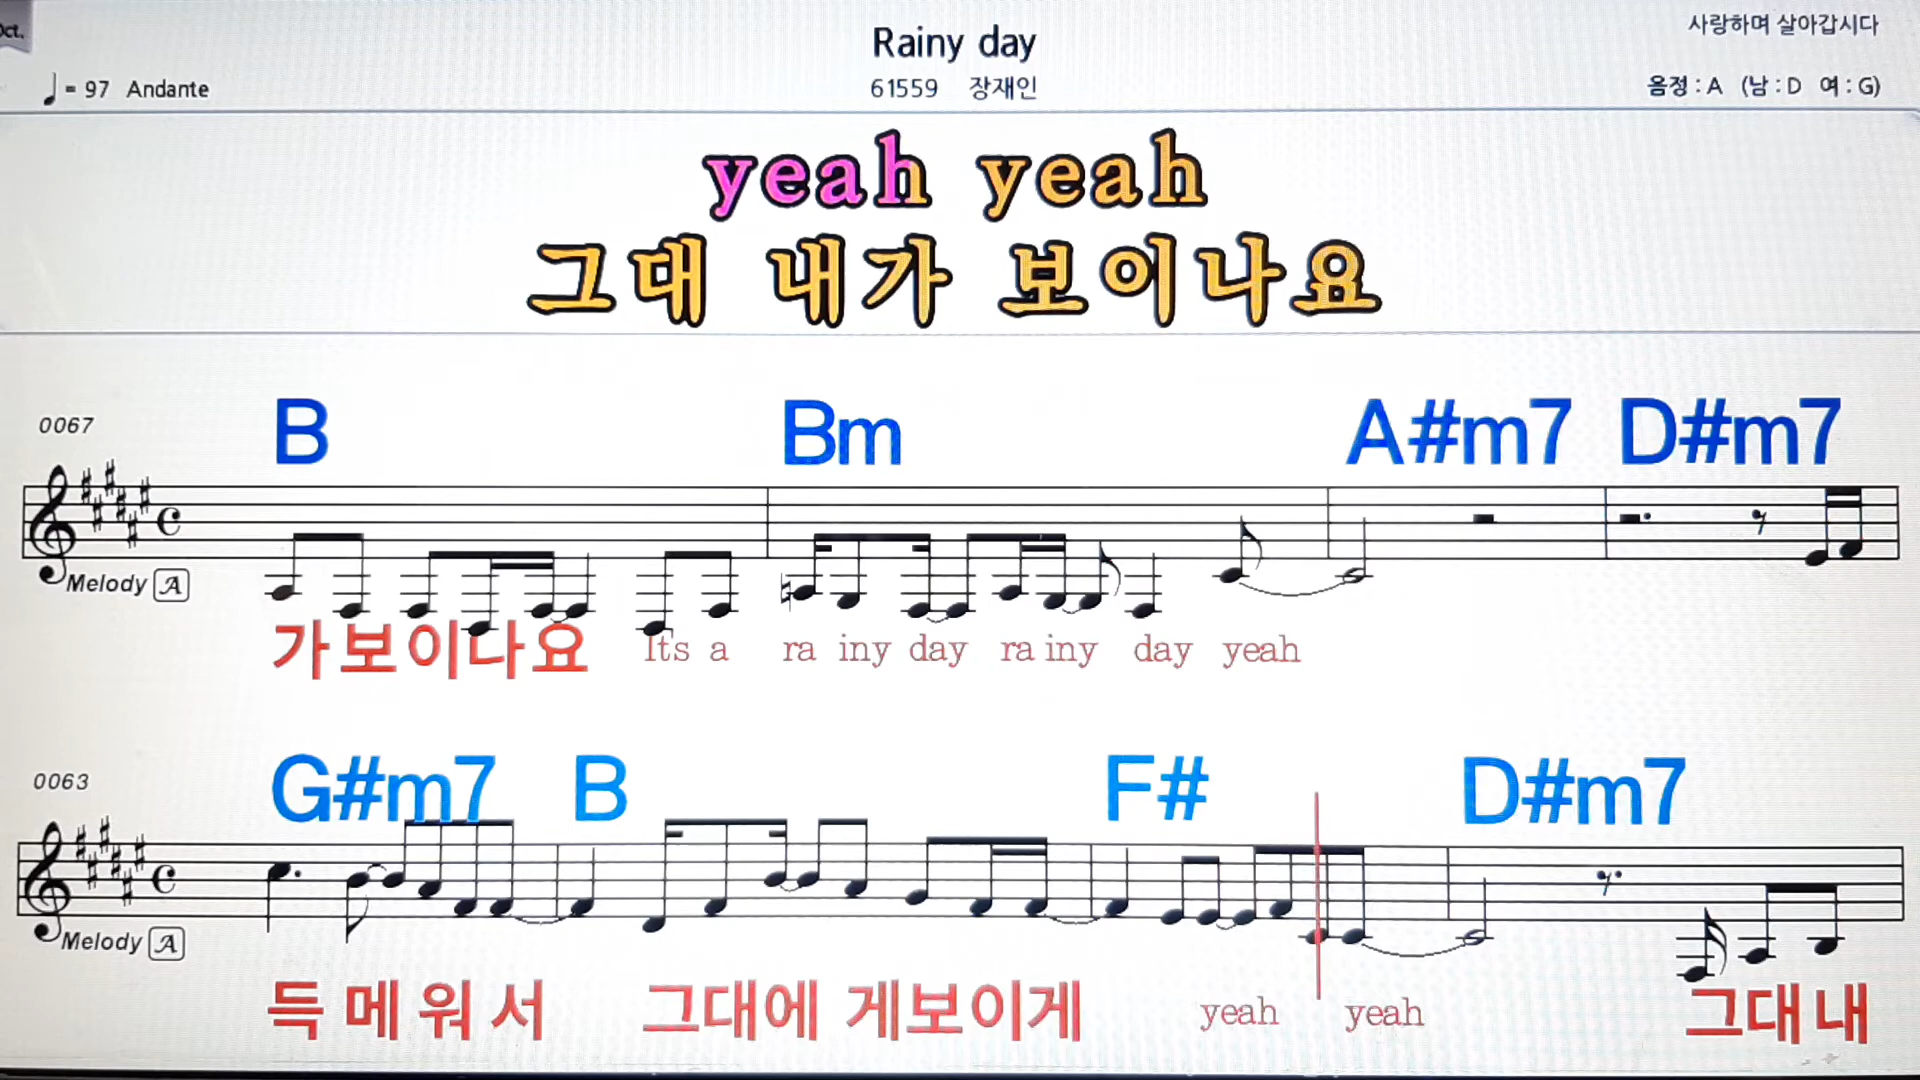 Oct.
Rainy day
사랑하며 살아갑시다
♩ = 97 Andante
61559 장재인
음정 : A (남 : D 여 : G)
yeah yeah
그대 내가 보이나요
0067
B Bm A#m7 D#m7
Melody A
가 보 이 나 요 It's a ra iny day ra iny day yeah
0063
G#m7 B F# D#m7
Melody A
득 메 워 서 그대에 게보이게 yeah yeah 그대 내